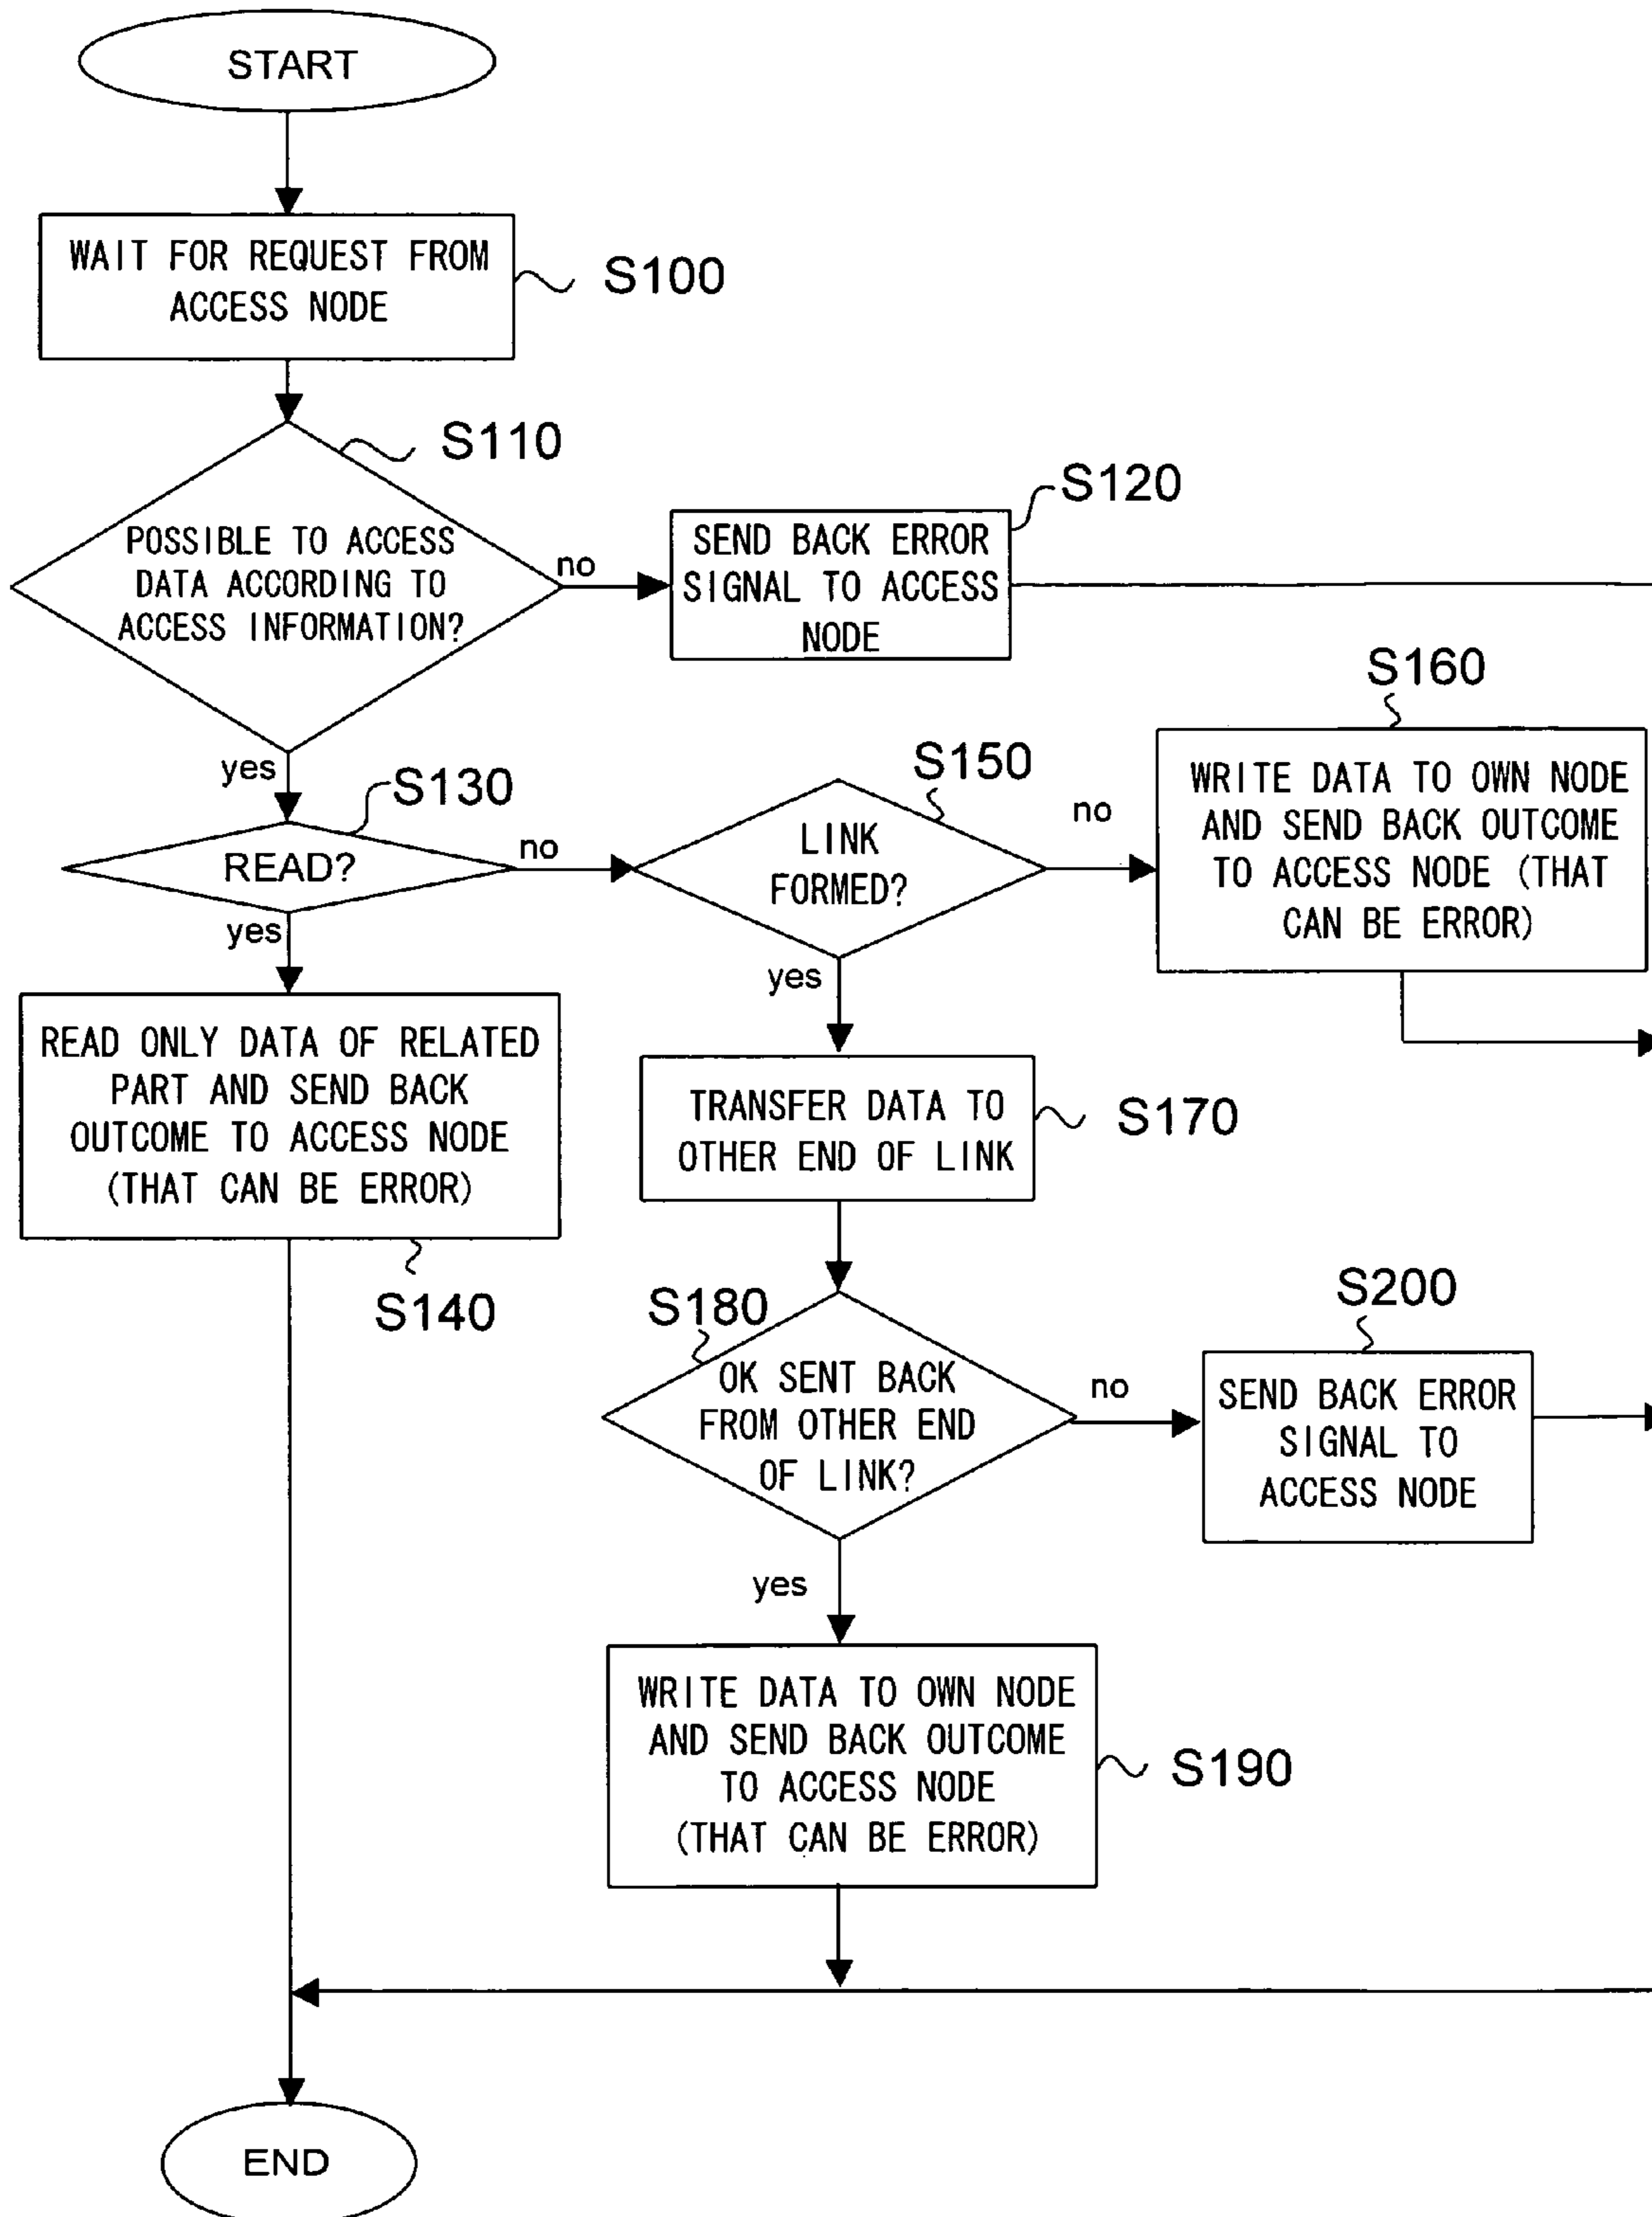 START
WAIT FOR REQUEST FROM
ACCESS NODE
S100
S110
POSSIBLE TO ACCESS
DATA ACCORDING TO
ACCESS INFORMATION?
no
S120
SEND BACK ERROR
SIGNAL TO ACCESS
NODE
yes
S130
READ?
no
S150
LINK
FORMED?
no
S160
WRITE DATA TO OWN NODE
AND SEND BACK OUTCOME
TO ACCESS NODE (THAT
CAN BE ERROR)
yes
READ ONLY DATA OF RELATED
PART AND SEND BACK
OUTCOME TO ACCESS NODE
(THAT CAN BE ERROR)
S140
yes
TRANSFER DATA TO
OTHER END OF LINK
S170
S180
OK SENT BACK
FROM OTHER END
OF LINK?
no
S200
SEND BACK ERROR
SIGNAL TO
ACCESS NODE
yes
WRITE DATA TO OWN NODE
AND SEND BACK OUTCOME
TO ACCESS NODE
(THAT CAN BE ERROR)
S190
END